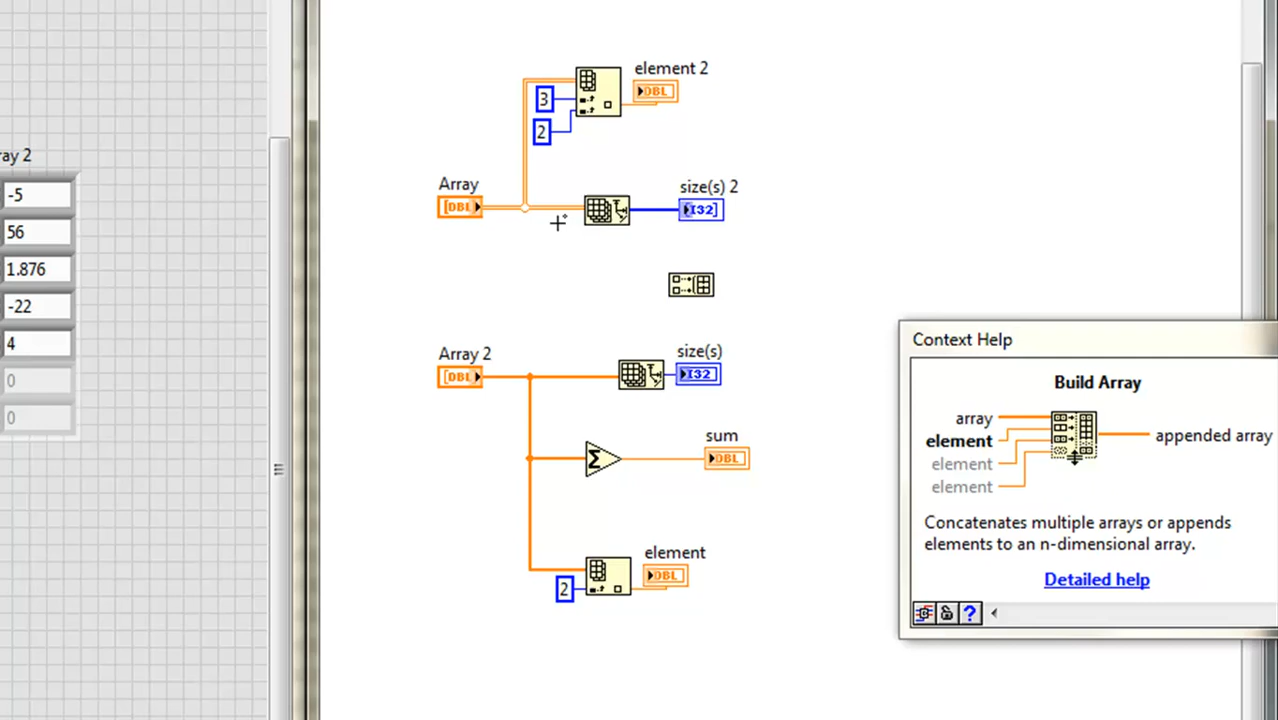 ray 2
-5
56
1.876
-22
4
0
0
element 2
3
DBL
2
Array
[DBL
size(s) 2
I32]
Array 2
[DBL
size(s)
I32
sum
Σ
DBL
element
2
DBL
Context Help
Build Array
array
element
element
element
appended array
Concatenates multiple arrays or appends
elements to an n-dimensional array.
Detailed help
?